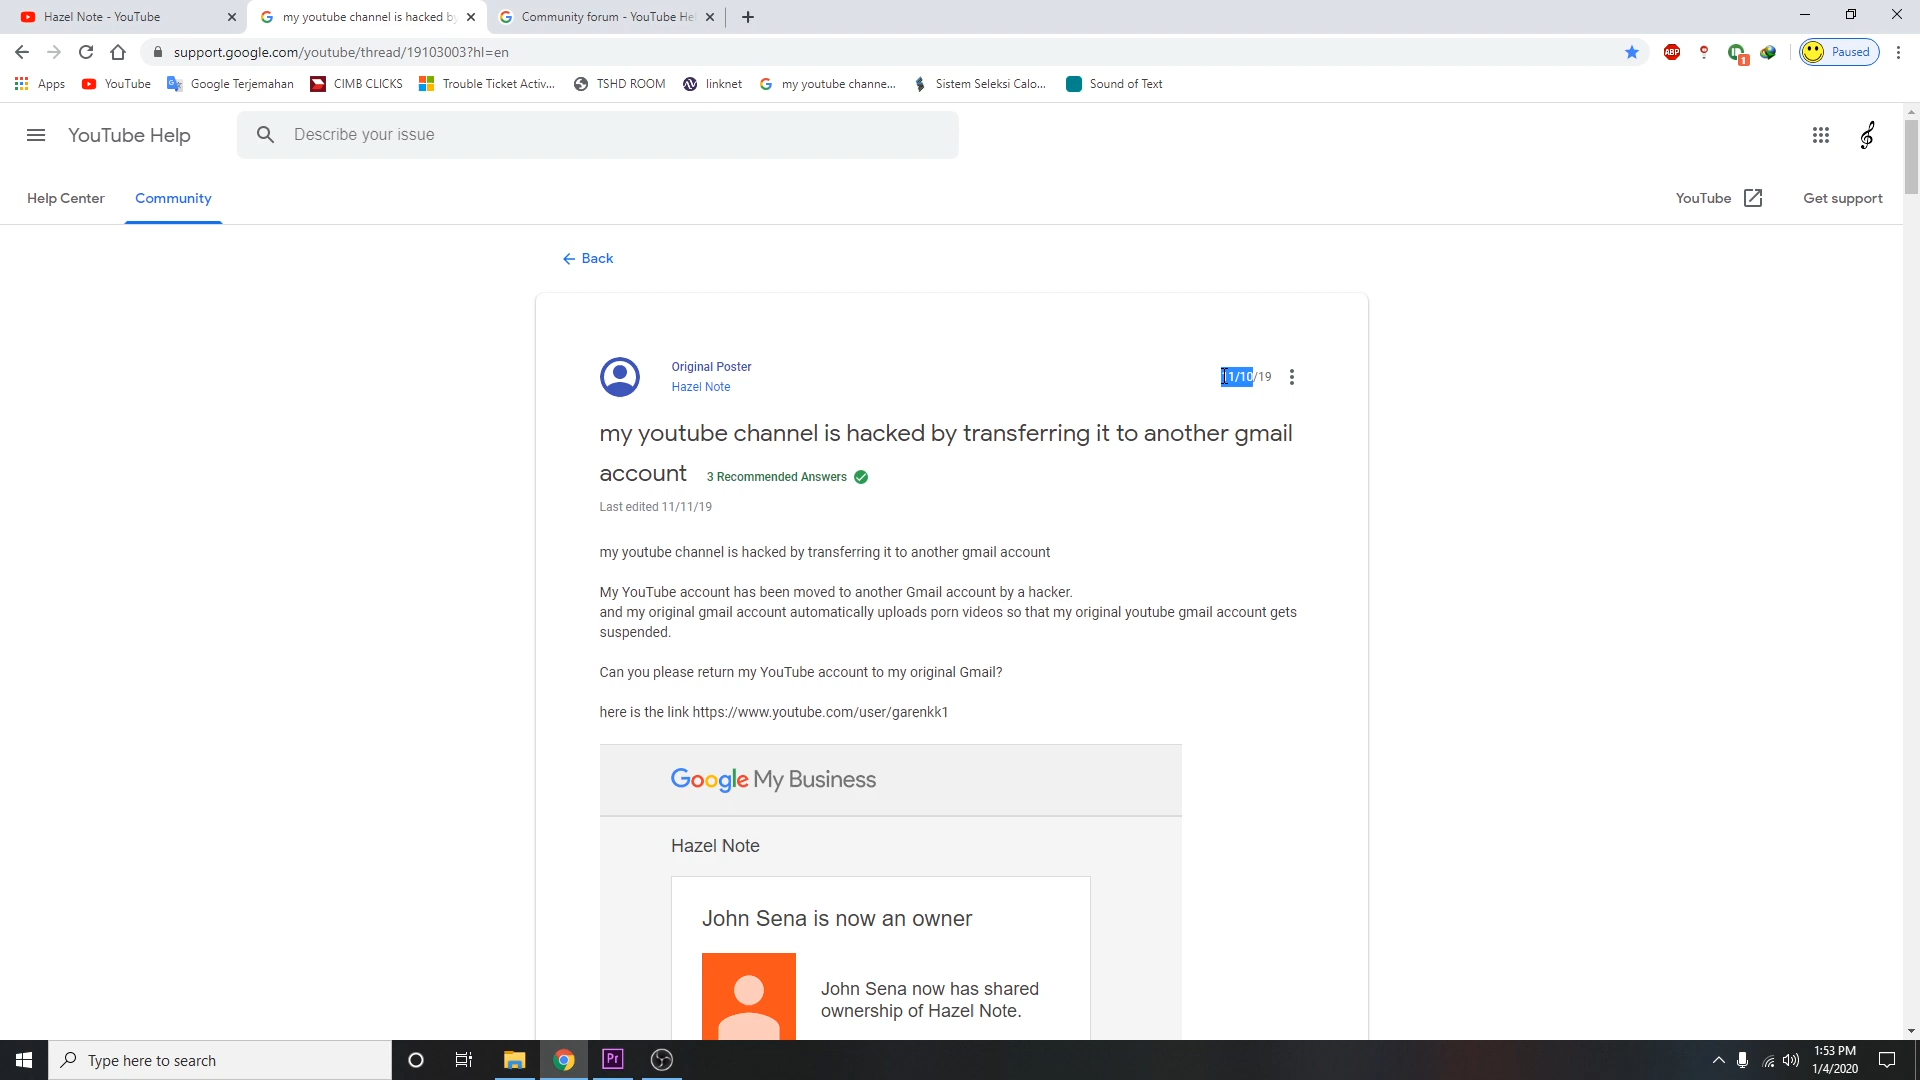 Hazel Note - YouTube
my youtube channel is hacked by
Community forum - YouTube He
support.google.com/youtube/thread/19103003?hl=en
ABP
1
Paused
Apps
YouTube
Google Terjemahan
CIMB CLICKS
Trouble Ticket Activ...
TSHD ROOM
linknet
my youtube channe...
Sistem Seleksi Calo...
Sound of Text
YouTube Help
Describe your issue
Help Center
Community
YouTube
Get support
Back
Original Poster
Hazel Note
11/10/19
my youtube channel is hacked by transferring it to another gmail
account
3 Recommended Answers
Last edited 11/11/19
my youtube channel is hacked by transferring it to another gmail account
My YouTube account has been moved to another Gmail account by a hacker.
and my original gmail account automatically uploads porn videos so that my original youtube gmail account gets
suspended.
Can you please return my YouTube account to my original Gmail?
here is the link https://www.youtube.com/user/garenkk1
Google My Business
Hazel Note
John Sena is now an owner
John Sena now has shared
ownership of Hazel Note.
Type here to search
Pr
1:53 PM
1/4/2020